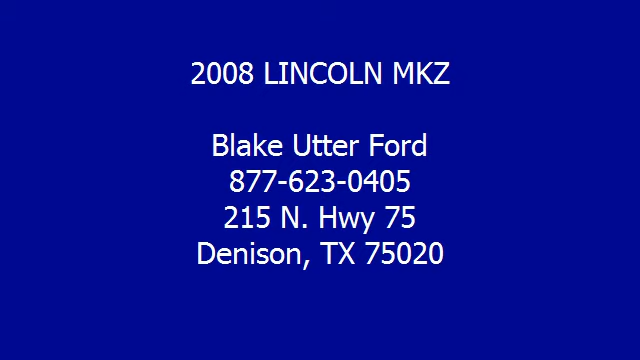 2008 LINCOLN MKZ
Blake Utter Ford
877-623-0405
215 N. Hwy 75
Denison, TX 75020